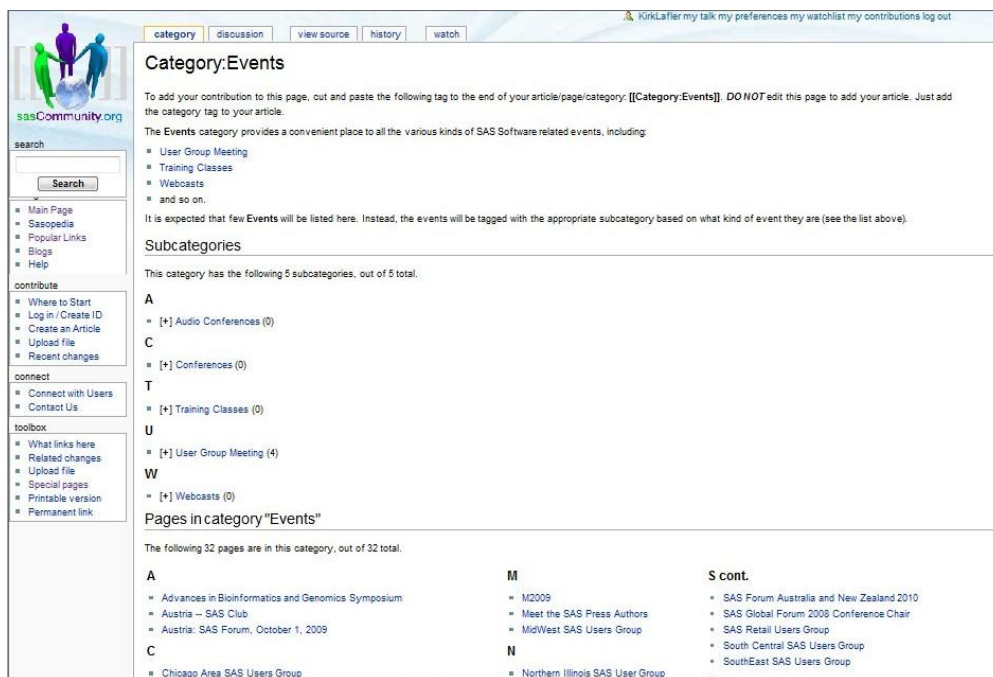 KirkLafler my talk my preferences my watchlist my contributions log out
category discussion view source history watch
sasCommunity.org
search
Search
Main Page
Sasopedia
Popular Links
Blogs
Help
contribute
Where to Start
Log in / Create ID
Create an Article
Upload file
Recent changes
connect
Connect with Users
Contact Us
toolbox
What links here
Related changes
Upload file
Special pages
Printable version
Permanent link
Category:Events
To add your contribution to this page, cut and paste the following tag to the end of your article/page/category: [[Category:Events]]. DO NOT edit this page to add your article. Just add
the category tag to your article.
The Events category provides a convenient place to all the various kinds of SAS Software related events, including:
User Group Meeting
Training Classes
Webcasts
and so on.
It is expected that few Events will be listed here. Instead, the events will be tagged with the appropriate subcategory based on what kind of event they are (see the list above).
Subcategories
This category has the following 5 subcategories, out of 5 total.
A
[+] Audio Conferences (0)
C
[+] Conferences (0)
T
[+] Training Classes (0)
U
[+] User Group Meeting (4)
W
[+] Webcasts (0)
Pages in category "Events"
The following 32 pages are in this category, out of 32 total.
A
Advances in Bioinformatics and Genomics Symposium
Austria -- SAS Club
Austria: SAS Forum, October 1, 2009
C
Chicago Area SAS Users Group
M
M2009
Meet the SAS Press Authors
MidWest SAS Users Group
N
Northern Illinois SAS User Group
S cont.
SAS Forum Australia and New Zealand 2010
SAS Global Forum 2008 Conference Chair
SAS Retail Users Group
South Central SAS Users Group
SouthEast SAS Users Group